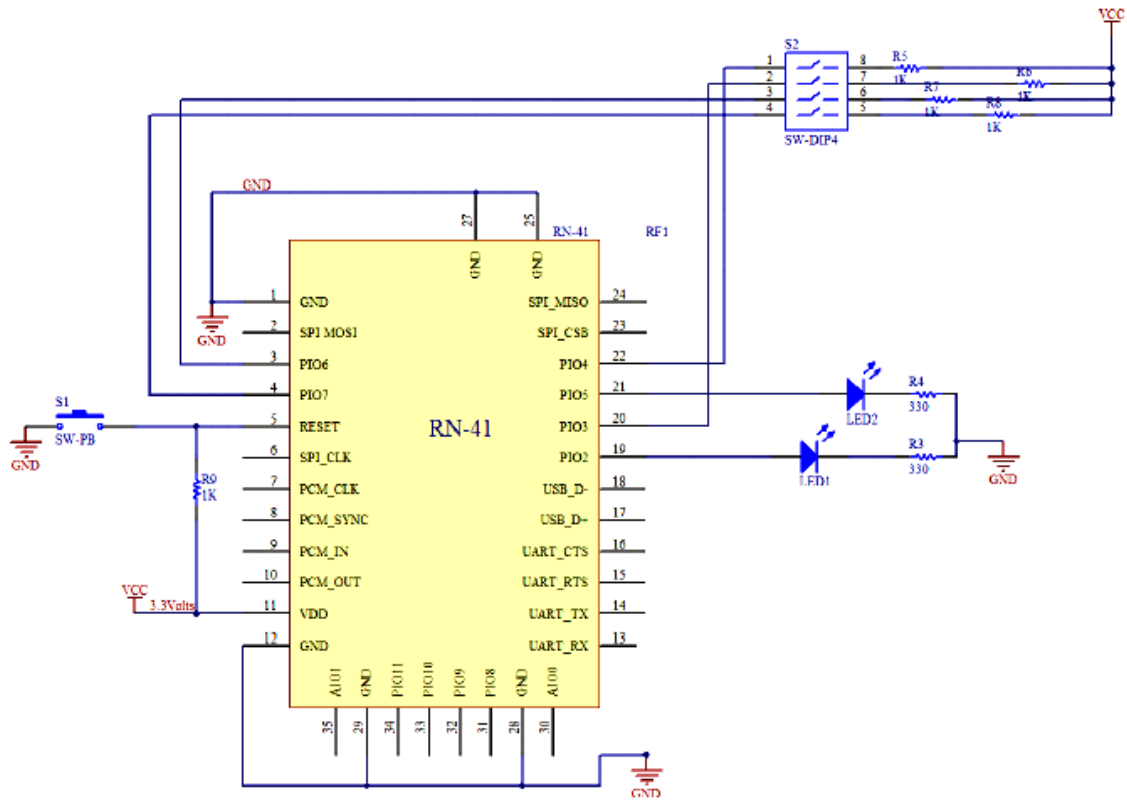 VCC
S2
1
2
3
4
8
7
6
5
R5
1K
R6
1K
R7
1K
R8
1K
SW-DIP4
GND
27
25
GND
GND
RN-41
RF1
GND
1
GND
2
SPI MOSI
3
PIO6
4
PIO7
5
RESET
6
SPI_CLK
7
PCM_CLK
8
PCM_SYNC
9
PCM_IN
10
PCM_OUT
11
VDD
12
GND
RN-41
SPI_MISO
24
SPI_CSB
23
PIO4
22
PIO5
21
PIO3
20
PIO2
19
USB_D-
18
USB_D+
17
UART_CTS
16
UART_RTS
15
UART_TX
14
UART_RX
13
S1
SW-PB
GND
R9
1K
VCC
3.3Volts
LED2
R4
330
LED1
R3
330
GND
AIO1
GND
PIO11
PIO10
PIO9
PIO8
GND
AIO0
35
29
34
33
32
31
28
30
GND